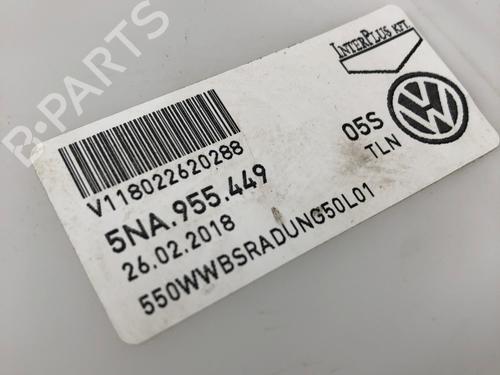 B-PARTS
INTERPLUS KFT.
V118022620288
05S
TLN
5NA.955.449
26.02.2018
550WWBSRADUNG50L01